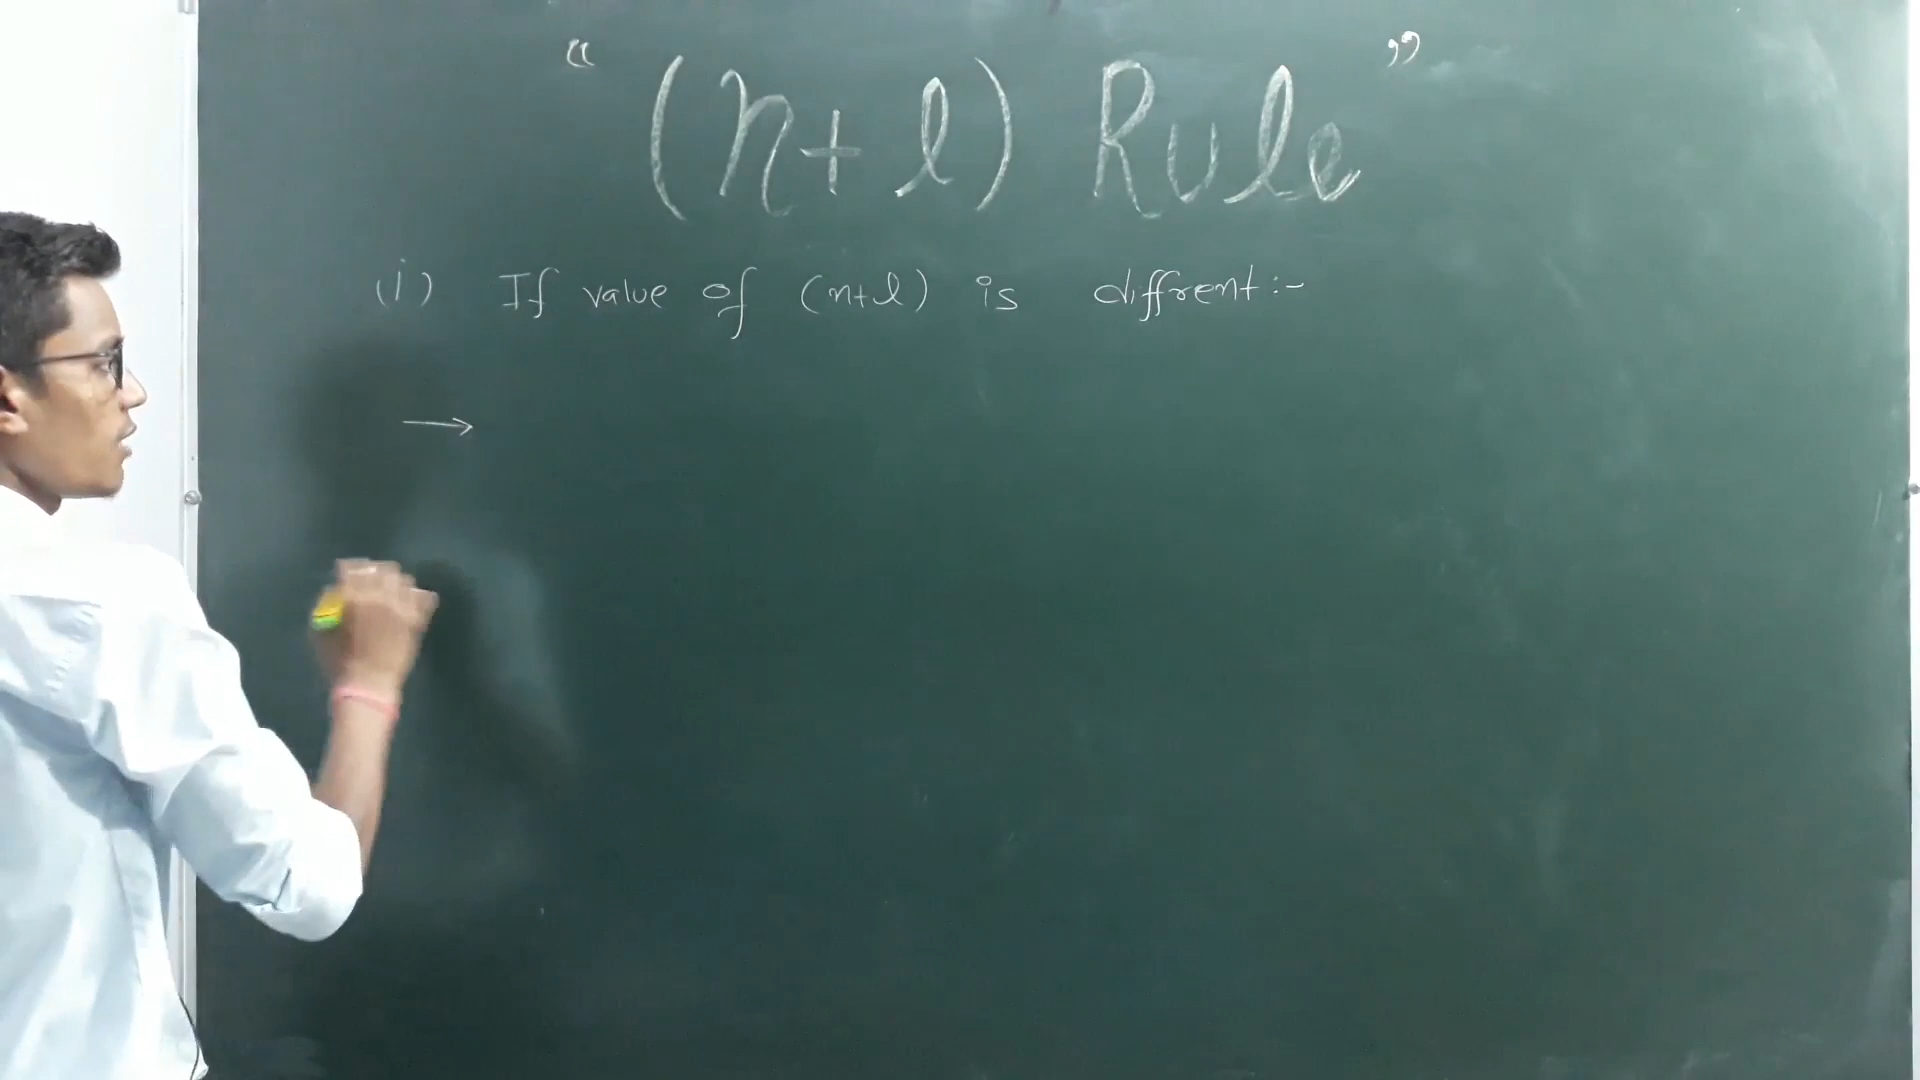 “ (n+l) Rule ”
(i) If value of (n+l) is diffrent :-
→